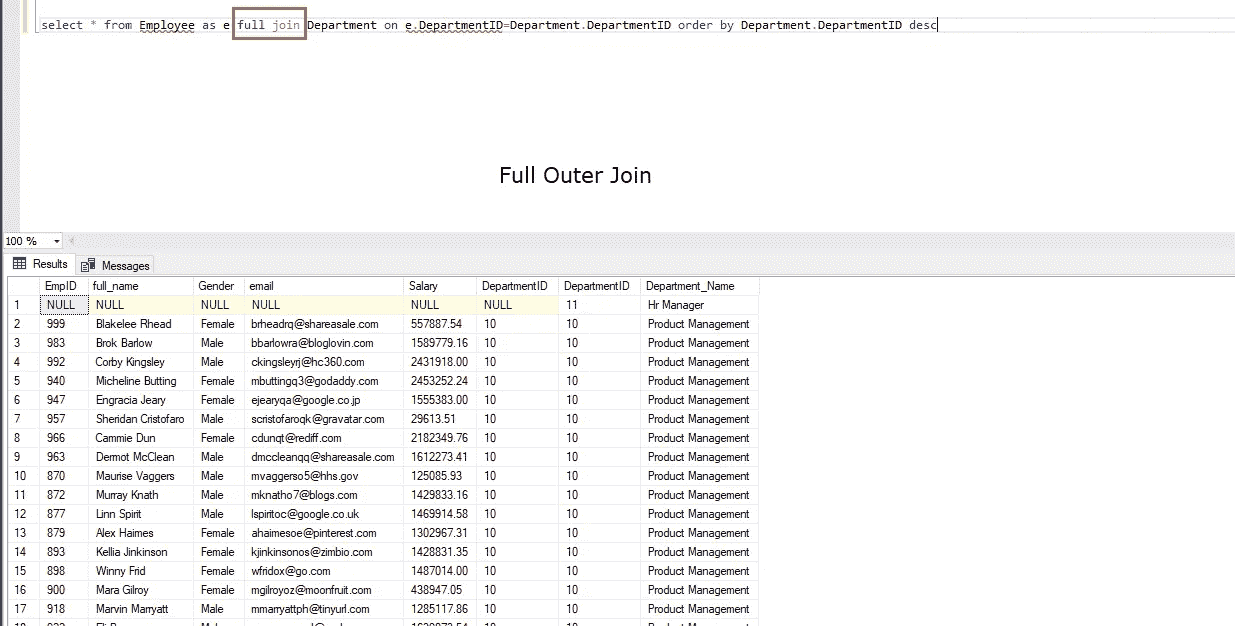 select * from Employee as e full join Department on e.DepartmentID=Department.DepartmentID order by Department.DepartmentID desc
Full Outer Join
100 %
Results Messages
EmpID full_name Gender email Salary DepartmentID DepartmentID Department_Name
1 NULL NULL NULL NULL NULL NULL 11 Hr Manager
2 999 Blakelee Rhead Female brheadrq@shareasale.com 557887.54 10 10 Product Management
3 983 Brok Barlow Male bbarlowra@bloglovin.com 1589779.16 10 10 Product Management
4 992 Corby Kingsley Male ckingsleyrj@hc360.com 2431918.00 10 10 Product Management
5 940 Micheline Butting Female mbuttingq3@godaddy.com 2453252.24 10 10 Product Management
6 947 Engracia Jeary Female ejearyqa@google.co.jp 1555383.00 10 10 Product Management
7 957 Sheridan Cristofaro Male scristofaroqk@gravatar.com 29613.51 10 10 Product Management
8 966 Cammie Dun Female cdunqt@rediff.com 2182349.76 10 10 Product Management
9 963 Dermot McClean Male dmccleanqq@shareasale.com 1612273.41 10 10 Product Management
10 870 Maurise Vaggers Male mvaggerso5@hhs.gov 125085.93 10 10 Product Management
11 872 Murray Knath Male mknatho7@blogs.com 1429833.16 10 10 Product Management
12 877 Linn Spirit Male lspiritoc@google.co.uk 1469914.58 10 10 Product Management
13 879 Alex Haimes Female ahaimesoe@pinterest.com 1302967.31 10 10 Product Management
14 893 Kellia Jinkinson Female kjinkinsonos@zimbio.com 1428831.35 10 10 Product Management
15 898 Winny Frid Female wfridox@go.com 1487014.00 10 10 Product Management
16 900 Mara Gilroy Female mgilroyoz@moonfruit.com 438947.05 10 10 Product Management
17 918 Marvin Marryatt Male mmarryattph@tinyurl.com 1285117.86 10 10 Product Management